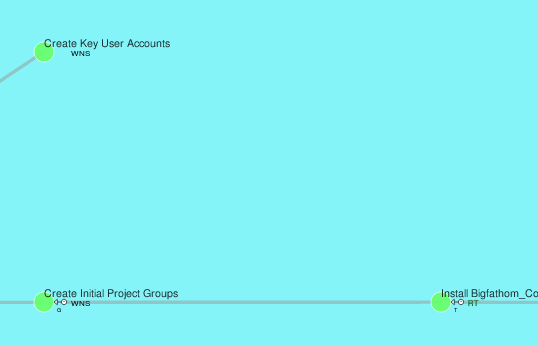 Create Key User Accounts
WNS
Create Initial Project Groups
WNS
G
Install Bigfathom_Co
RT
T